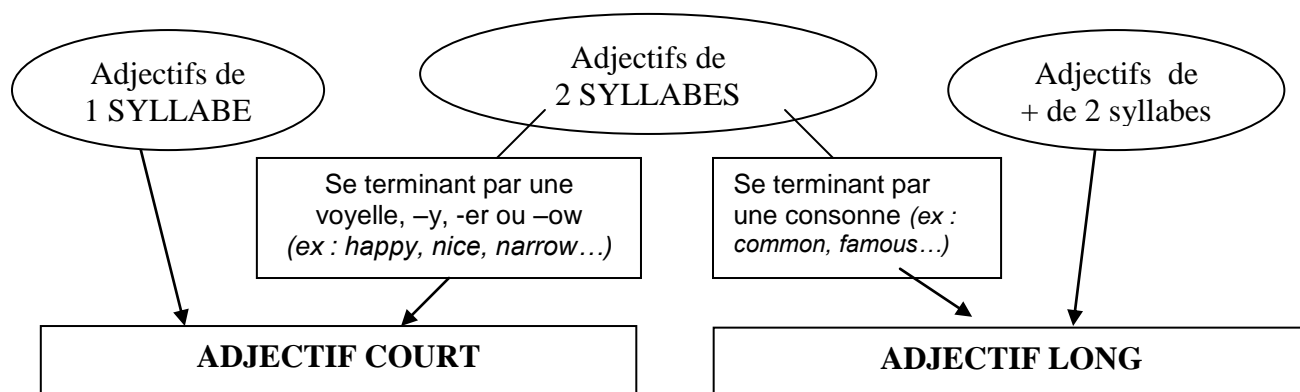 Adjectifs de
1 SYLLABE
Adjectifs de
2 SYLLABES
Adjectifs de
+ de 2 syllabes
Se terminant par une
voyelle, –y, -er ou –ow
(ex : happy, nice, narrow…)
Se terminant par
une consonne (ex :
common, famous…)
ADJECTIF COURT
ADJECTIF LONG